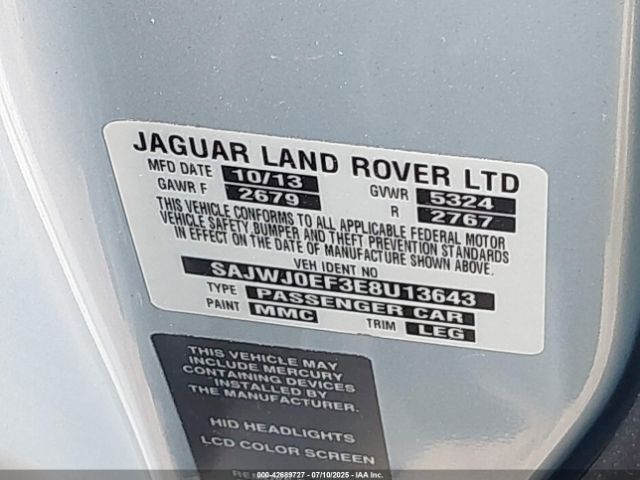 JAGUAR LAND ROVER LTD
MFD DATE 10/13 GVWR 5324
GAWR F 2679 R 2767
THIS VEHICLE CONFORMS TO ALL APPLICABLE FEDERAL MOTOR
VEHICLE SAFETY, BUMPER AND THEFT PREVENTION STANDARDS
IN EFFECT ON THE DATE OF MANUFACTURE SHOWN ABOVE.
VEH IDENT NO
SAJWJ0EF3E8U13643
TYPE PASSENGER CAR
PAINT MMC TRIM LEG
THIS VEHICLE MAY
INCLUDE MERCURY
CONTAINING DEVICES
INSTALLED BY
THE MANUFACTURER.
HID HEADLIGHTS
LCD COLOR SCREEN
000-42689727 - 07/10/2025 - IAAI.com